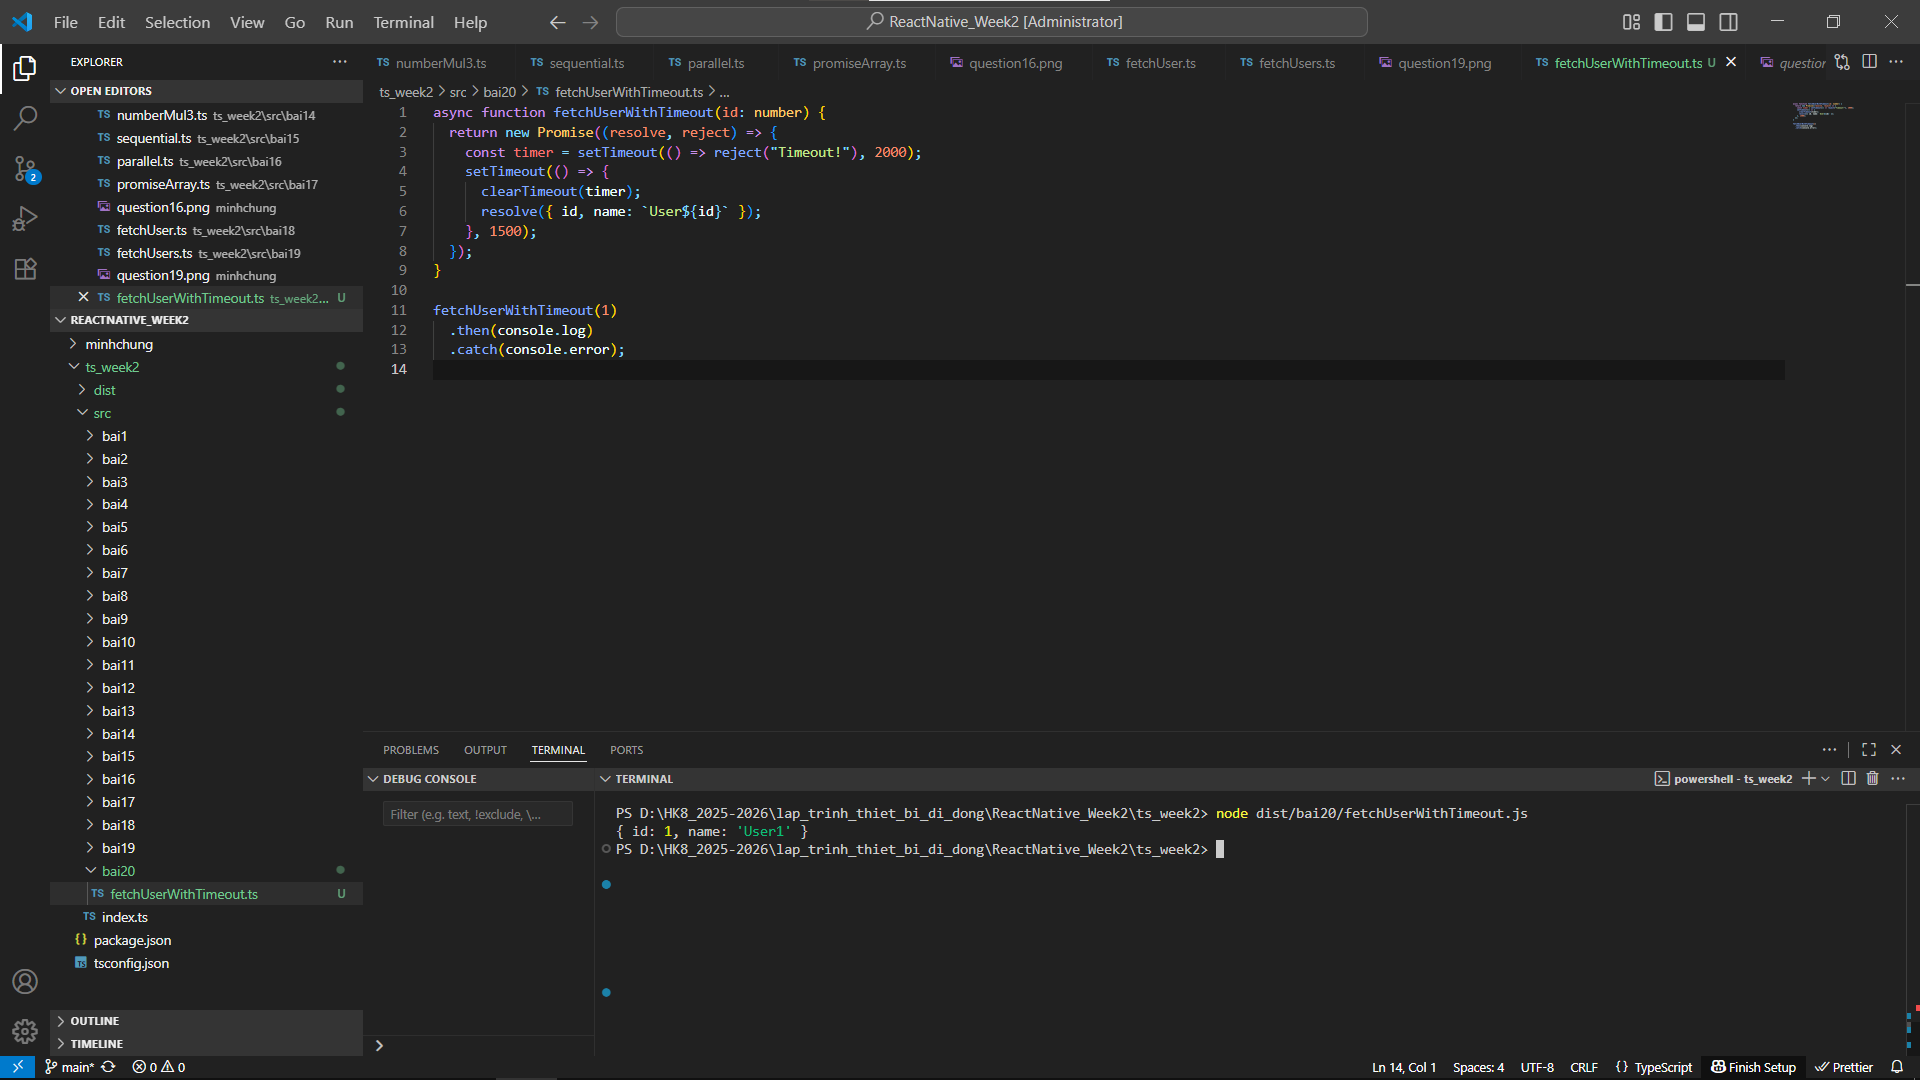 File Edit Selection View Go Run Terminal Help
ReactNative_Week2 [Administrator]
EXPLORER
OPEN EDITORS
TS numberMul3.ts ts_week2\src\bai14
TS sequential.ts ts_week2\src\bai15
TS parallel.ts ts_week2\src\bai16
TS promiseArray.ts ts_week2\src\bai17
question16.png minhchung
TS fetchUser.ts ts_week2\src\bai18
TS fetchUsers.ts ts_week2\src\bai19
question19.png minhchung
TS fetchUserWithTimeout.ts ts_week2... U
REACTNATIVE_WEEK2
minhchung
ts_week2
dist
src
bai1
bai2
bai3
bai4
bai5
bai6
bai7
bai8
bai9
bai10
bai11
bai12
bai13
bai14
bai15
bai16
bai17
bai18
bai19
bai20
TS fetchUserWithTimeout.ts U
TS index.ts
{} package.json
TS tsconfig.json
OUTLINE
TIMELINE
2
TS numberMul3.ts TS sequential.ts TS parallel.ts TS promiseArray.ts question16.png TS fetchUser.ts TS fetchUsers.ts question19.png TS fetchUserWithTimeout.ts U question
ts_week2 > src > bai20 > TS fetchUserWithTimeout.ts > ...
1 async function fetchUserWithTimeout(id: number) {
2 return new Promise((resolve, reject) => {
3 const timer = setTimeout(() => reject("Timeout!"), 2000);
4 setTimeout(() => {
5 clearTimeout(timer);
6 resolve({ id, name: `User${id}` });
7 }, 1500);
8 });
9 }
10
11 fetchUserWithTimeout(1)
12 .then(console.log)
13 .catch(console.error);
14
PROBLEMS OUTPUT TERMINAL PORTS
DEBUG CONSOLE
Filter (e.g. text, !exclude, \...
TERMINAL
powershell - ts_week2
PS D:\HK8_2025-2026\lap_trinh_thiet_bi_di_dong\ReactNative_Week2\ts_week2> node dist/bai20/fetchUserWithTimeout.js
{ id: 1, name: 'User1' }
PS D:\HK8_2025-2026\lap_trinh_thiet_bi_di_dong\ReactNative_Week2\ts_week2>
main* 0 0
Ln 14, Col 1 Spaces: 4 UTF-8 CRLF {} TypeScript Finish Setup Prettier